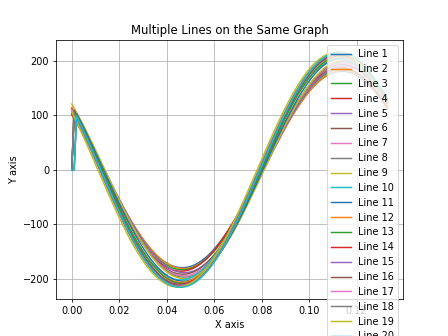 Multiple Lines on the Same Graph
Y axis
200
100
0
−100
−200
0.00
0.02
0.04
0.06
0.08
0.10
X axis
Line 1
Line 2
Line 3
Line 4
Line 5
Line 6
Line 7
Line 8
Line 9
Line 10
Line 11
Line 12
Line 13
Line 14
Line 15
Line 16
Line 17
Line 18
Line 19
Line 20